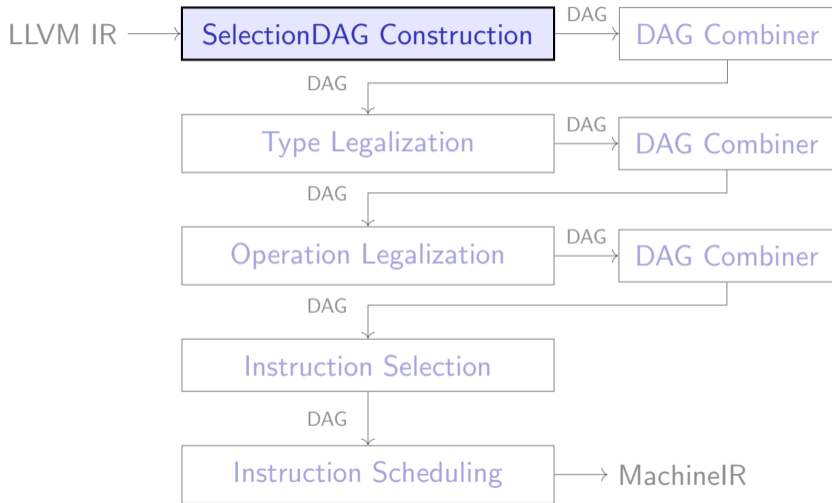 LLVM IR
SelectionDAG Construction
DAG
DAG Combiner
DAG
Type Legalization
DAG
DAG Combiner
DAG
Operation Legalization
DAG
DAG Combiner
DAG
Instruction Selection
DAG
Instruction Scheduling
MachineIR